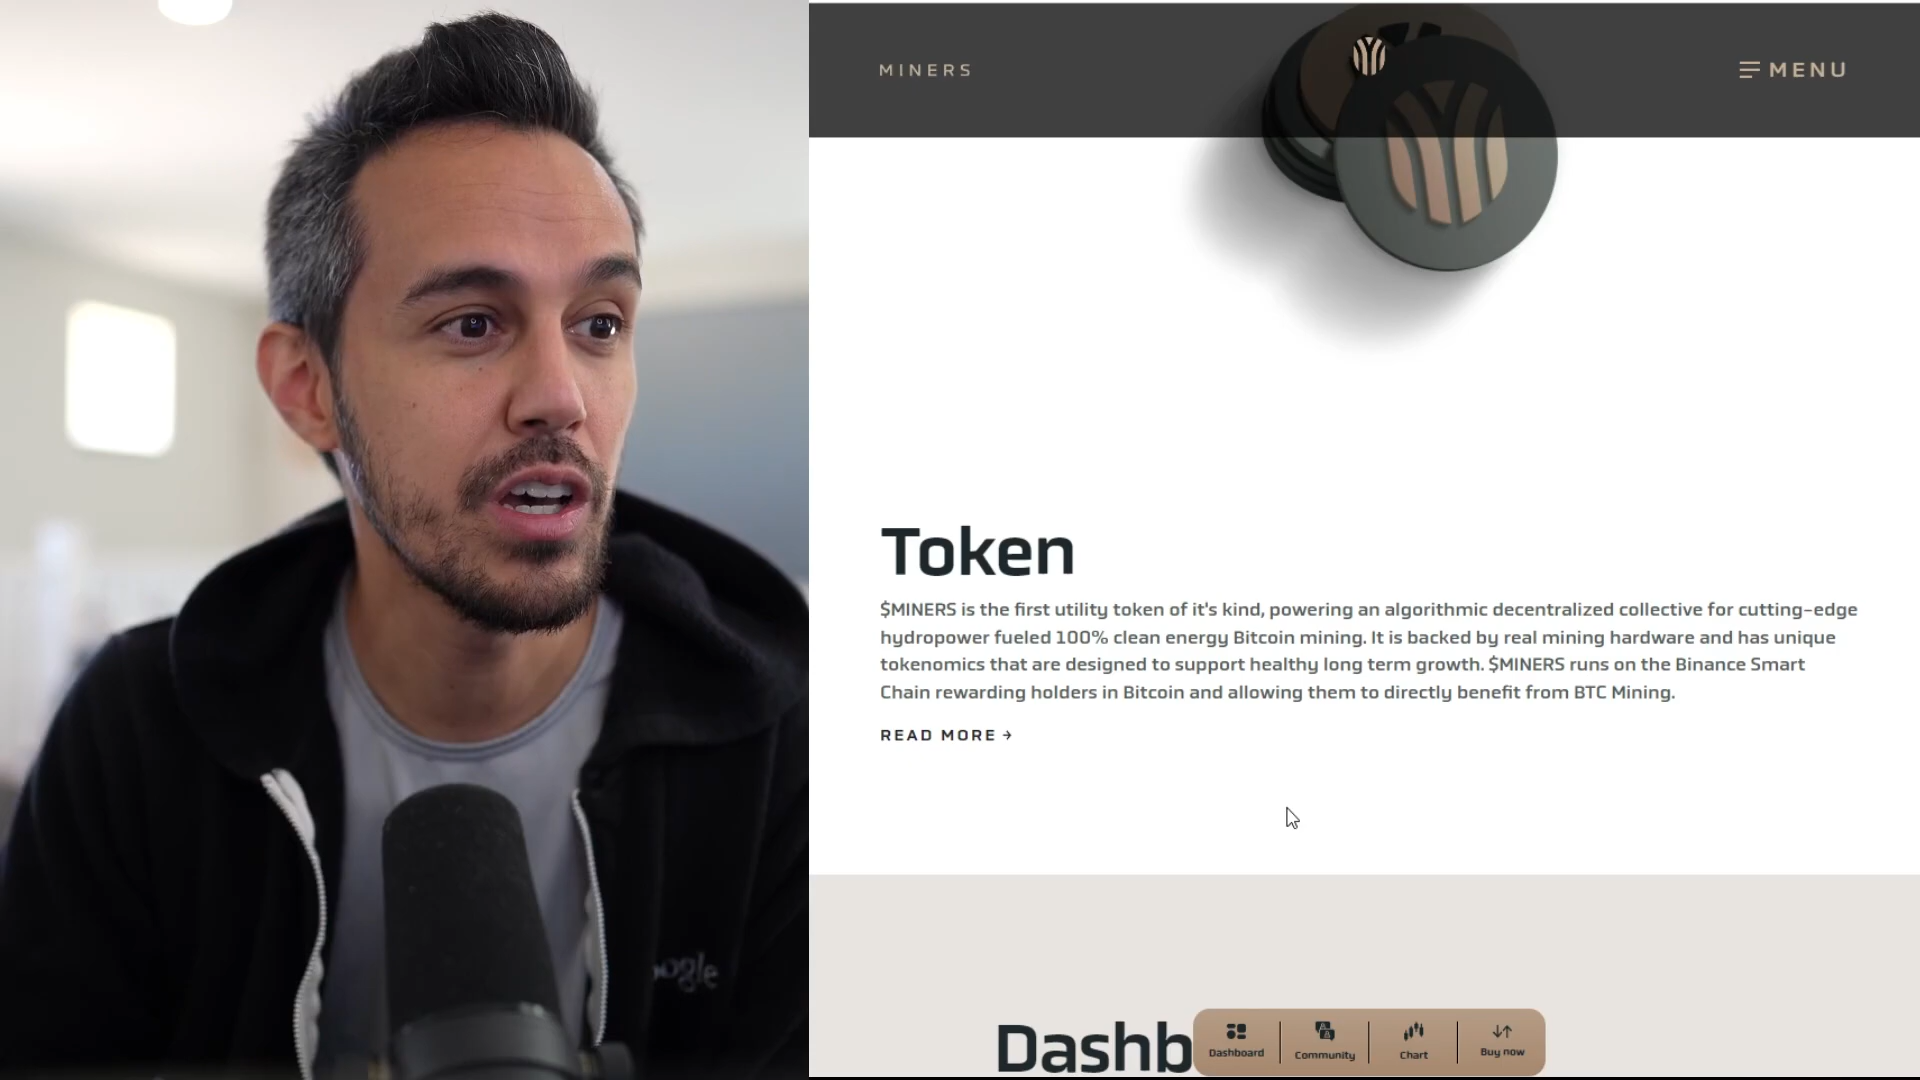 MINERS
MENU
Token
$MINERS is the first utility token of it's kind, powering an algorithmic decentralized collective for cutting-edge
hydropower fueled 100% clean energy Bitcoin mining. It is backed by real mining hardware and has unique
tokenomics that are designed to support healthy long term growth. $MINERS runs on the Binance Smart
Chain rewarding holders in Bitcoin and allowing them to directly benefit from BTC Mining.
READ MORE →
oogle
Dashb
Dashboard
Community
Chart
Buy now